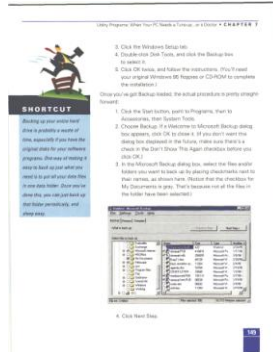 Utility Programs: When Your PC Needs a Tune-up, or a Doctor • CHAPTER 7
3. Click the Windows Setup tab.
4. Double-click Disk Tools, and click the Backup box
to select it.
5. Click OK twice, and follow the instructions. (You'll need
your original Windows 95 floppies or CD-ROM to complete
the installation.)
Once you've got Backup loaded, the actual procedure is pretty straight
forward:
1. Click the Start button, point to Programs, then to
Accessories, then System Tools.
2. Choose Backup. If a Welcome to Microsoft Backup dialog
box appears, click OK to close it. (If you don't want this
dialog box displayed in the future, make sure there's a
check in the Don't Show This Again checkbox before you
click OK.)
3. In the Microsoft Backup dialog box, select the files and/or
folders you want to back up by placing checkmarks next to
their names, as shown here. (Notice that the checkbox for
My Documents is gray. That's because not all the files in
the folder have been selected.)
4. Click Next Step.
SHORTCUT
Backing up your entire hard
drive is probably a waste of
time, especially if you have the
original disks for your software
programs. One way of making it
easy to back up just what you
need is to put all your data files
in one data folder. Once you've
done this, you can just back up
that folder periodically, and
sleep easy.
149